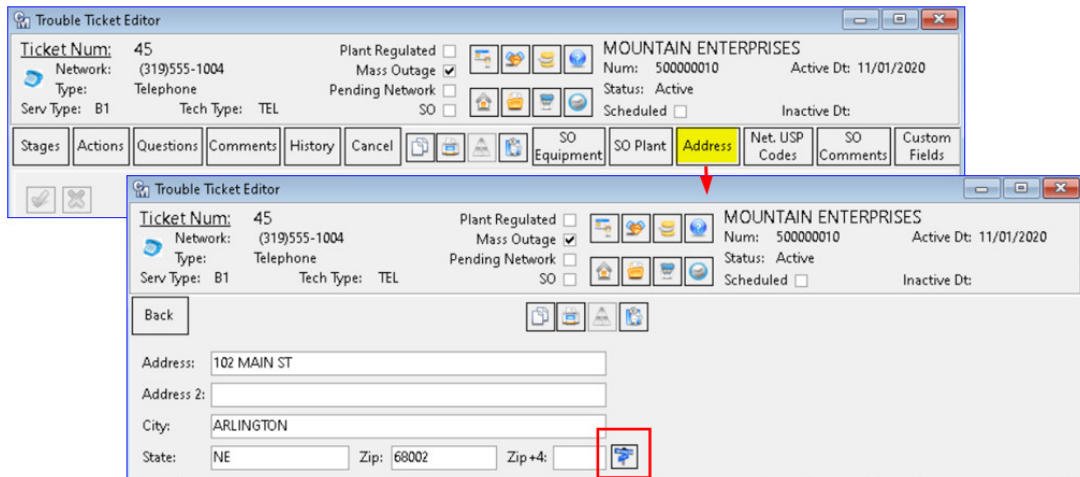 Trouble Ticket Editor
Ticket Num: 45 Plant Regulated MOUNTAIN ENTERPRISES
Network: (319)555-1004 Mass Outage Num: 500000010 Active Dt: 11/01/2020
Type: Telephone Pending Network Status: Active
Serv Type: B1 Tech Type: TEL SO Scheduled Inactive Dt:
Stages Actions Questions Comments History Cancel SO Equipment SO Plant Address Net. USP Codes SO Comments Custom Fields
Trouble Ticket Editor
Ticket Num: 45 Plant Regulated MOUNTAIN ENTERPRISES
Network: (319)555-1004 Mass Outage Num: 500000010 Active Dt: 11/01/2020
Type: Telephone Pending Network Status: Active
Serv Type: B1 Tech Type: TEL SO Scheduled Inactive Dt:
Back
Address: 102 MAIN ST
Address 2:
City: ARLINGTON
State: NE Zip: 68002 Zip+4: